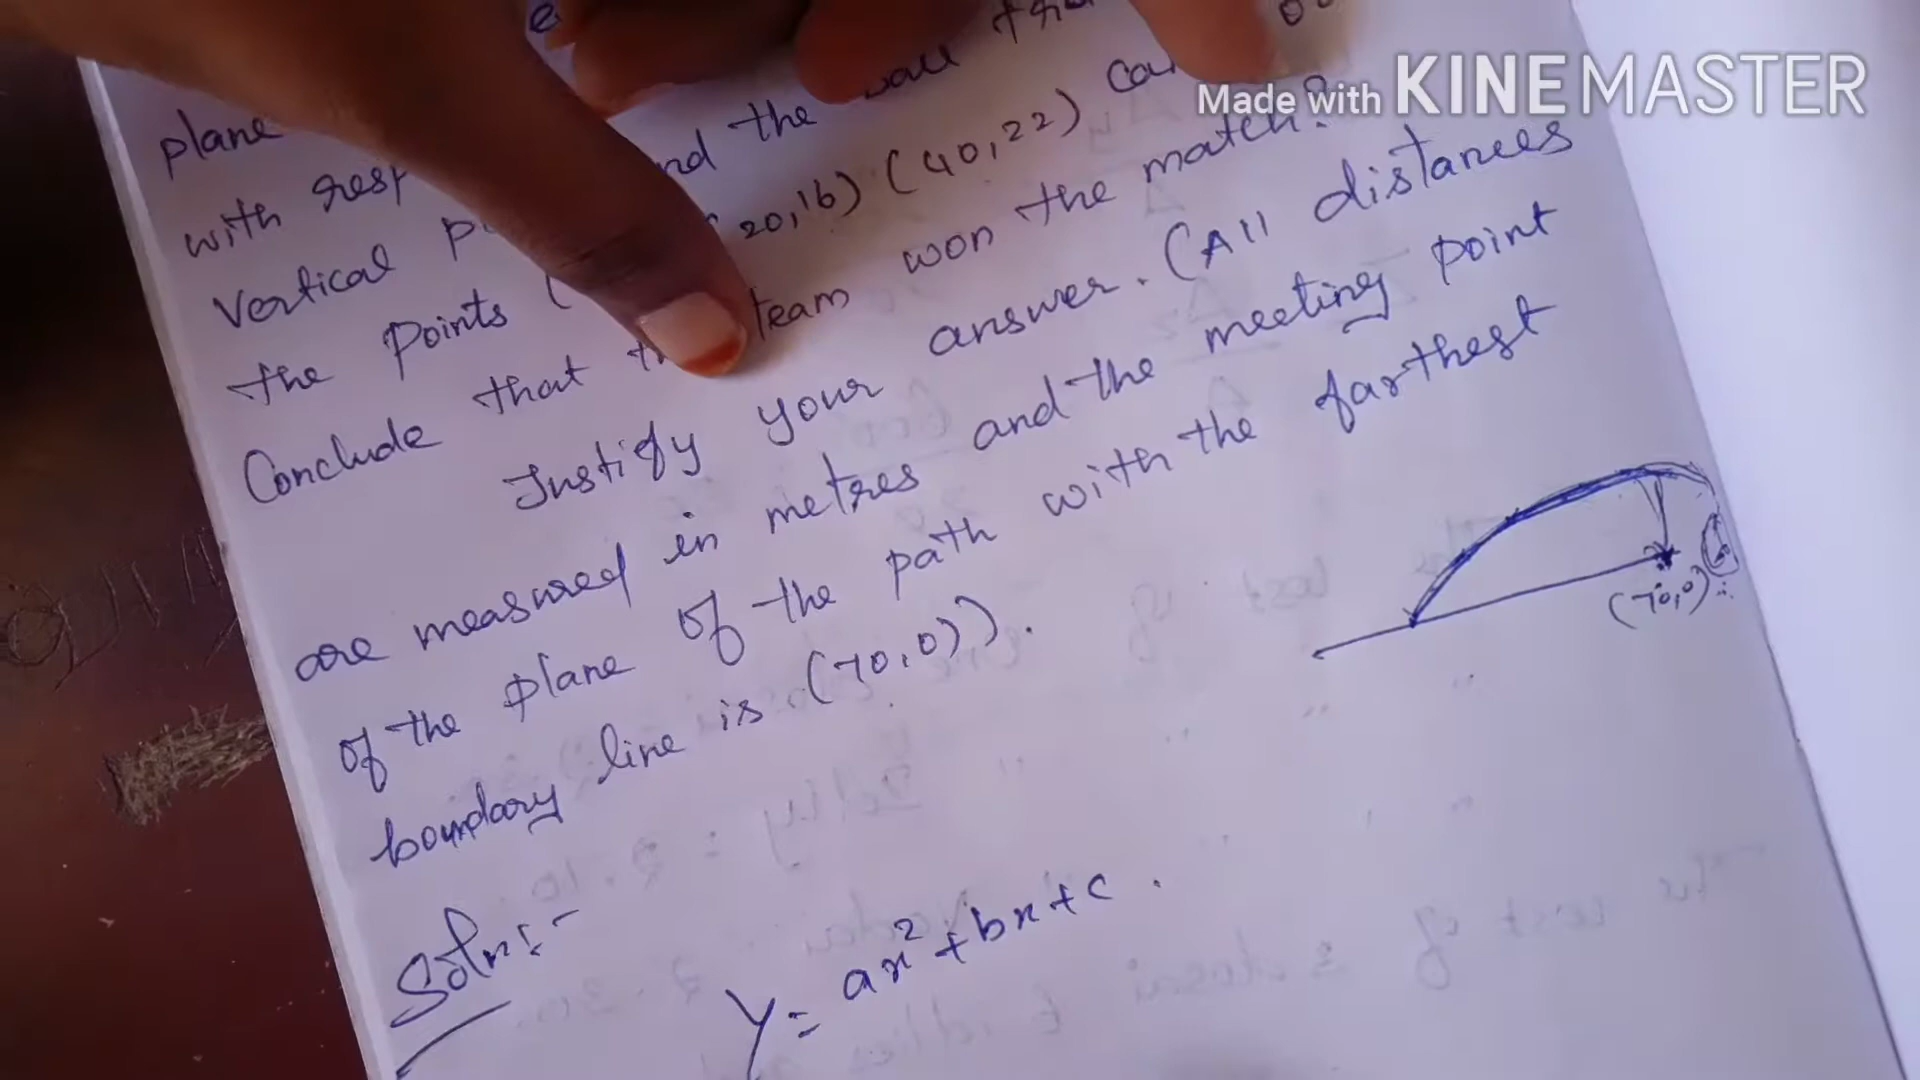 Made with KINEMASTER
plane
with resp nd the
Vertical (20,16) (40,22)
the points ( team won the match?
Conclude that
Justify your answer. (All distances
are measured in metres and the meeting point
of the plane of the path with the farthest
boundary line is (70,0)).
(70,0)
Soln:-
y = ax²+bx+c.